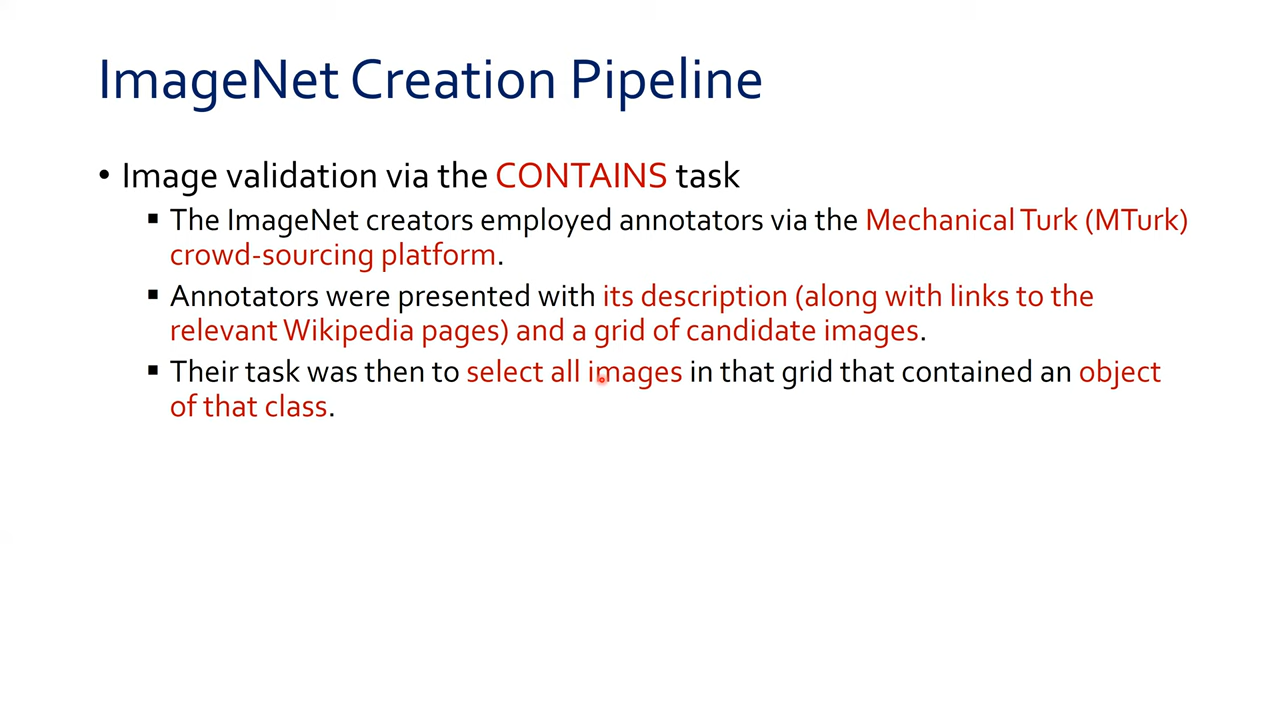 ImageNet Creation Pipeline
• Image validation via the CONTAINS task
▪ The ImageNet creators employed annotators via the Mechanical Turk (MTurk)
crowd-sourcing platform.
▪ Annotators were presented with its description (along with links to the
relevant Wikipedia pages) and a grid of candidate images.
▪ Their task was then to select all images in that grid that contained an object
of that class.